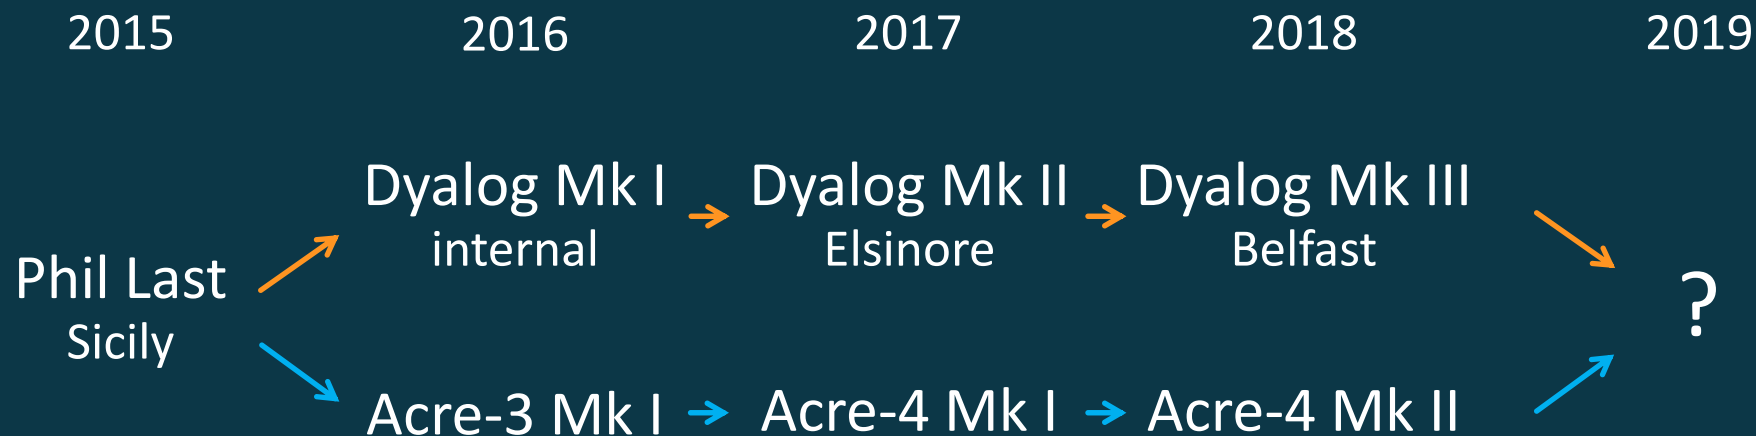 2015 2016 2017 2018 2019
Dyalog Mk I Dyalog Mk II Dyalog Mk III
internal Elsinore Belfast
Phil Last
Sicily
?
Acre-3 Mk I Acre-4 Mk I Acre-4 Mk II